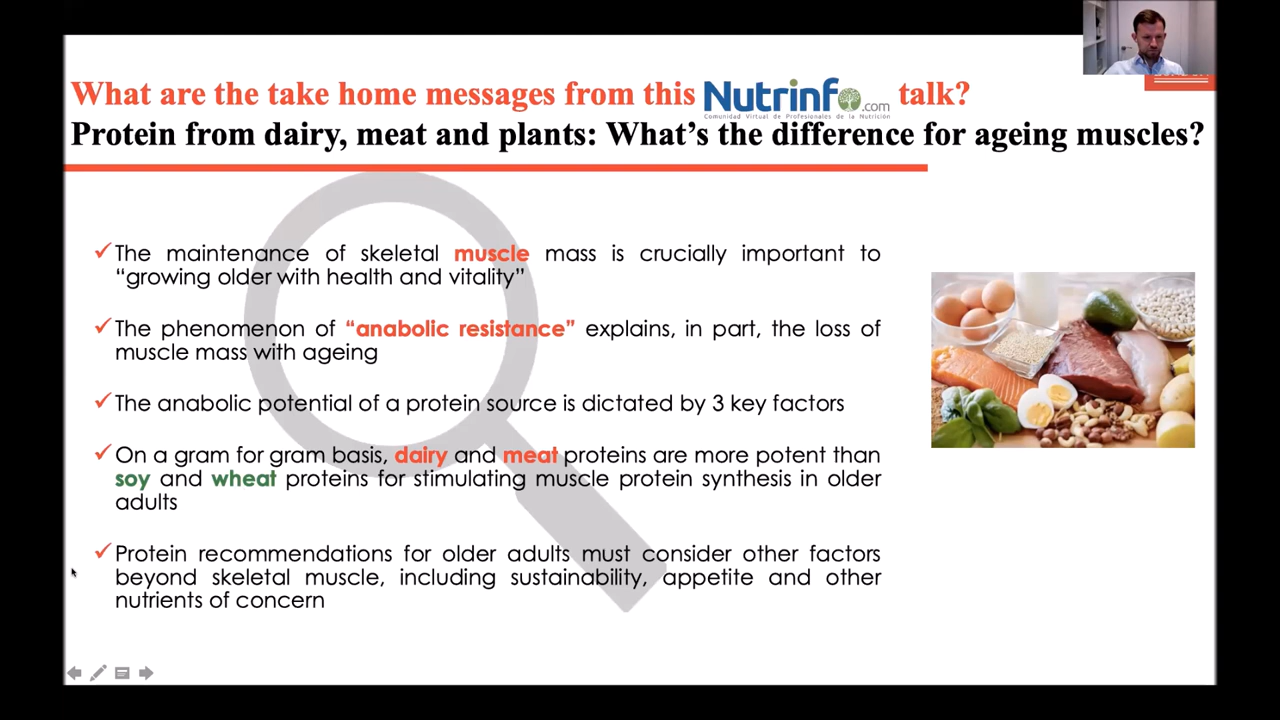 What are the take home messages from this Nutrinfo.com talk?
Comunidad Virtual de Profesionales de la Nutrición
Protein from dairy, meat and plants: What's the difference for ageing muscles?
✓The maintenance of skeletal muscle mass is crucially important to
“growing older with health and vitality”
✓The phenomenon of “anabolic resistance” explains, in part, the loss of
muscle mass with ageing
✓The anabolic potential of a protein source is dictated by 3 key factors
✓On a gram for gram basis, dairy and meat proteins are more potent than
soy and wheat proteins for stimulating muscle protein synthesis in older
adults
✓Protein recommendations for older adults must consider other factors
beyond skeletal muscle, including sustainability, appetite and other
nutrients of concern